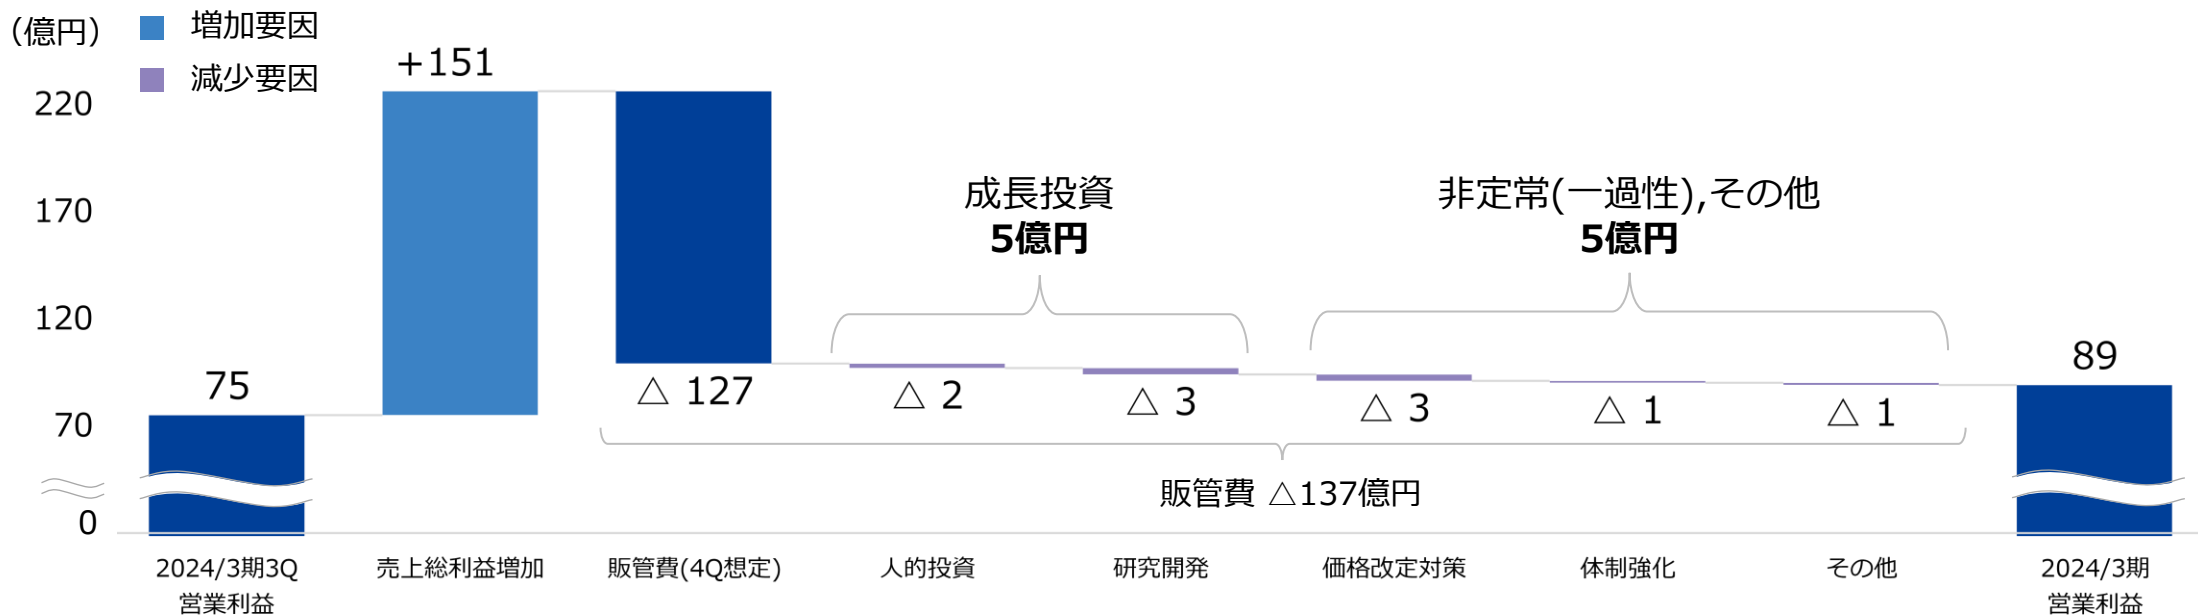 （億円）
増加要因
減少要因
220
170
120
70
0
+151
75
△ 127
△ 2
△ 3
△ 3
△ 1
△ 1
89
成長投資
5億円
非定常(一過性),その他
5億円
販管費 △137億円
2024/3期3Q
営業利益
売上総利益増加
販管費(4Q想定)
人的投資
研究開発
価格改定対策
体制強化
その他
2024/3期
営業利益